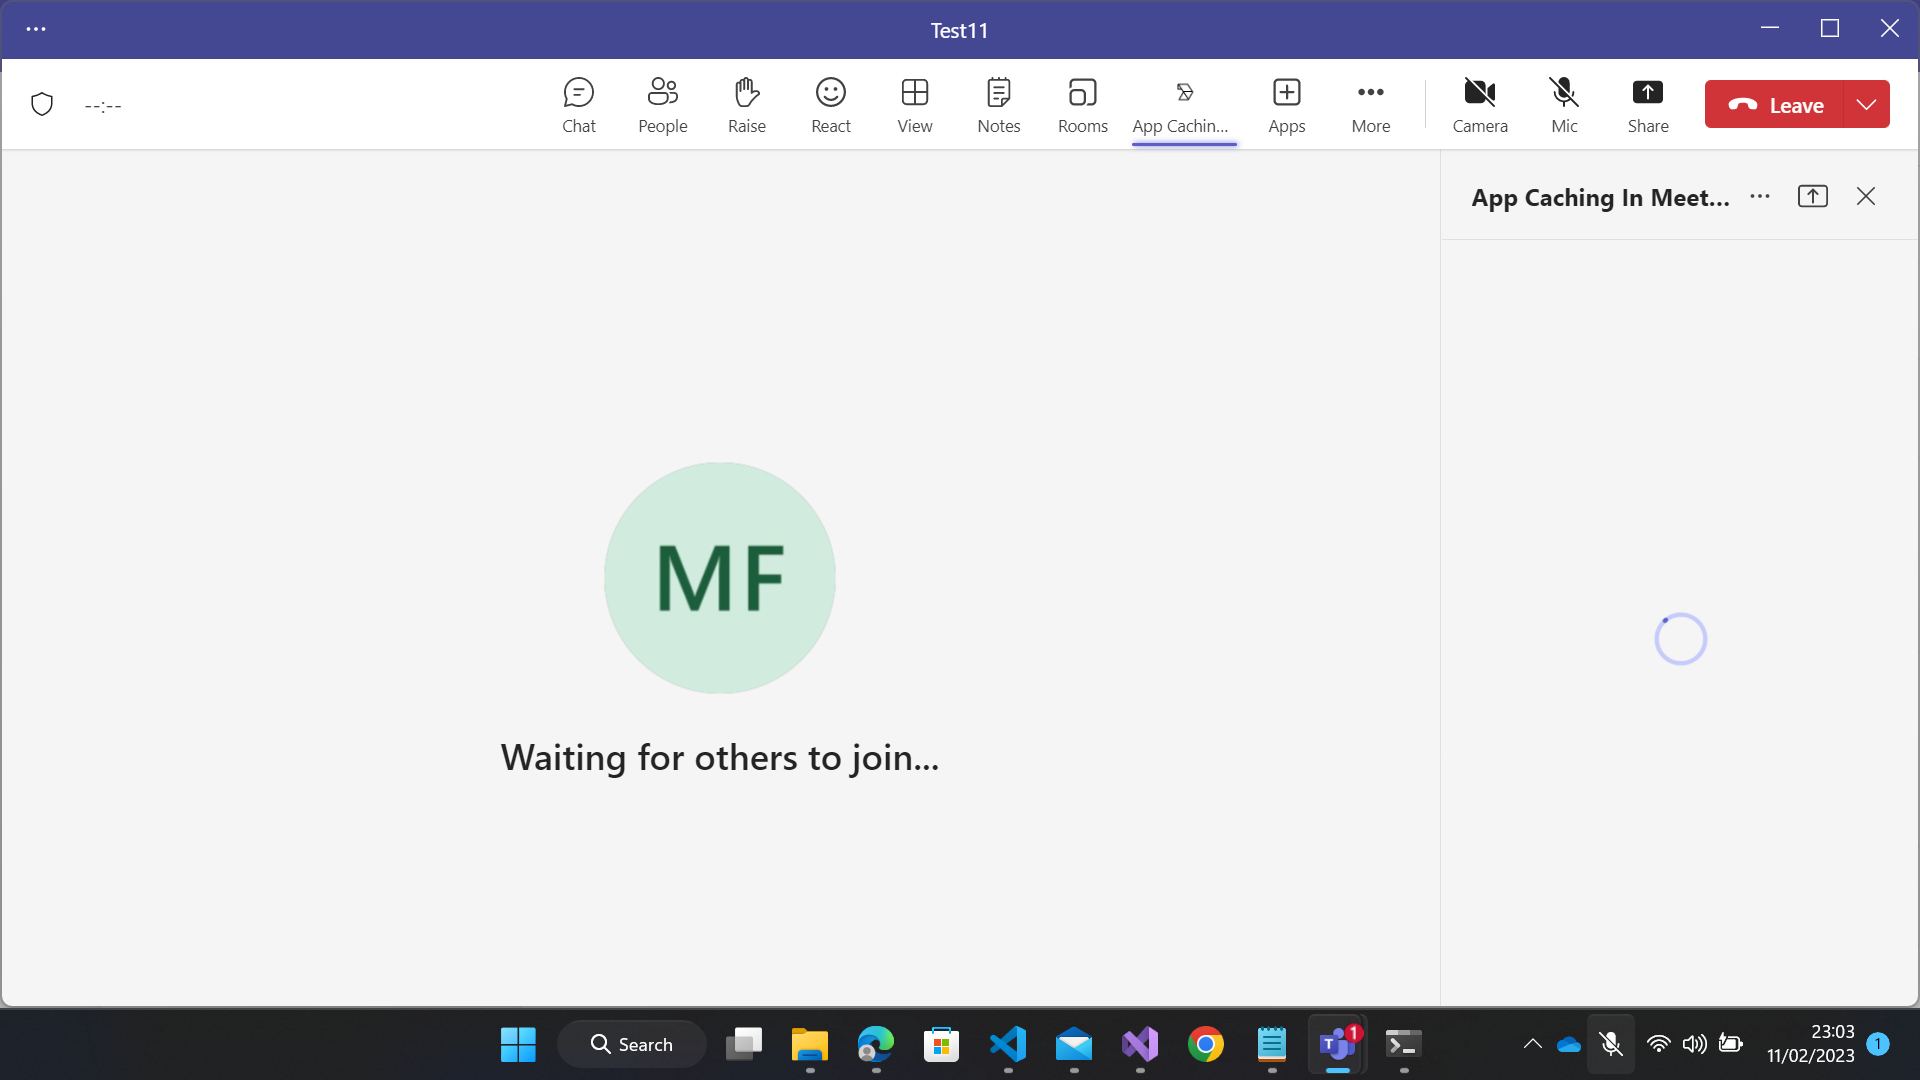 Test11
--:--
Chat
People
Raise
React
View
Notes
Rooms
App Cachin...
Apps
More
Camera
Mic
Share
Leave
App Caching In Meet...
MF
Waiting for others to join...
Search
T
1
23:03
11/02/2023
1